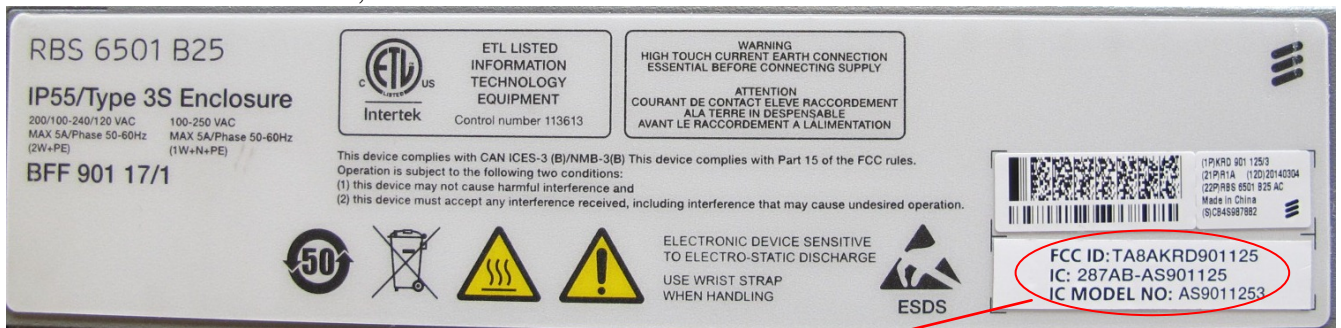 RBS 6501 B25
IP55/Type 3S Enclosure
200/100-240/120 VAC
MAX 5A/Phase 50-60Hz
(2W+PE)
100-250 VAC
MAX 5A/Phase 50-60Hz
(1W+N+PE)
BFF 901 17/1
C ETL US
LISTED
Intertek
ETL LISTED
INFORMATION
TECHNOLOGY
EQUIPMENT
Control number 113613
WARNING
HIGH TOUCH CURRENT EARTH CONNECTION
ESSENTIAL BEFORE CONNECTING SUPPLY
ATTENTION
COURANT DE CONTACT ELEVE RACCORDEMENT
ALA TERRE IN DESPENSABLE
AVANT LE RACCORDEMENT A LALIMENTATION
This device complies with CAN ICES-3 (B)/NMB-3(B) This device complies with Part 15 of the FCC rules.
Operation is subject to the following two conditions:
(1) this device may not cause harmful interference and
(2) this device must accept any interference received, including interference that may cause undesired operation.
50
ELECTRONIC DEVICE SENSITIVE
TO ELECTRO-STATIC DISCHARGE
USE WRIST STRAP
WHEN HANDLING
ESDS
(1P)KRD 901 125/3
(21P)R1A (12D)20140304
(22P)RBS 6501 B25 AC
Made in China
(S)CB4S987882
FCC ID: TA8AKRD901125
IC: 287AB-AS901125
IC MODEL NO: AS9011253